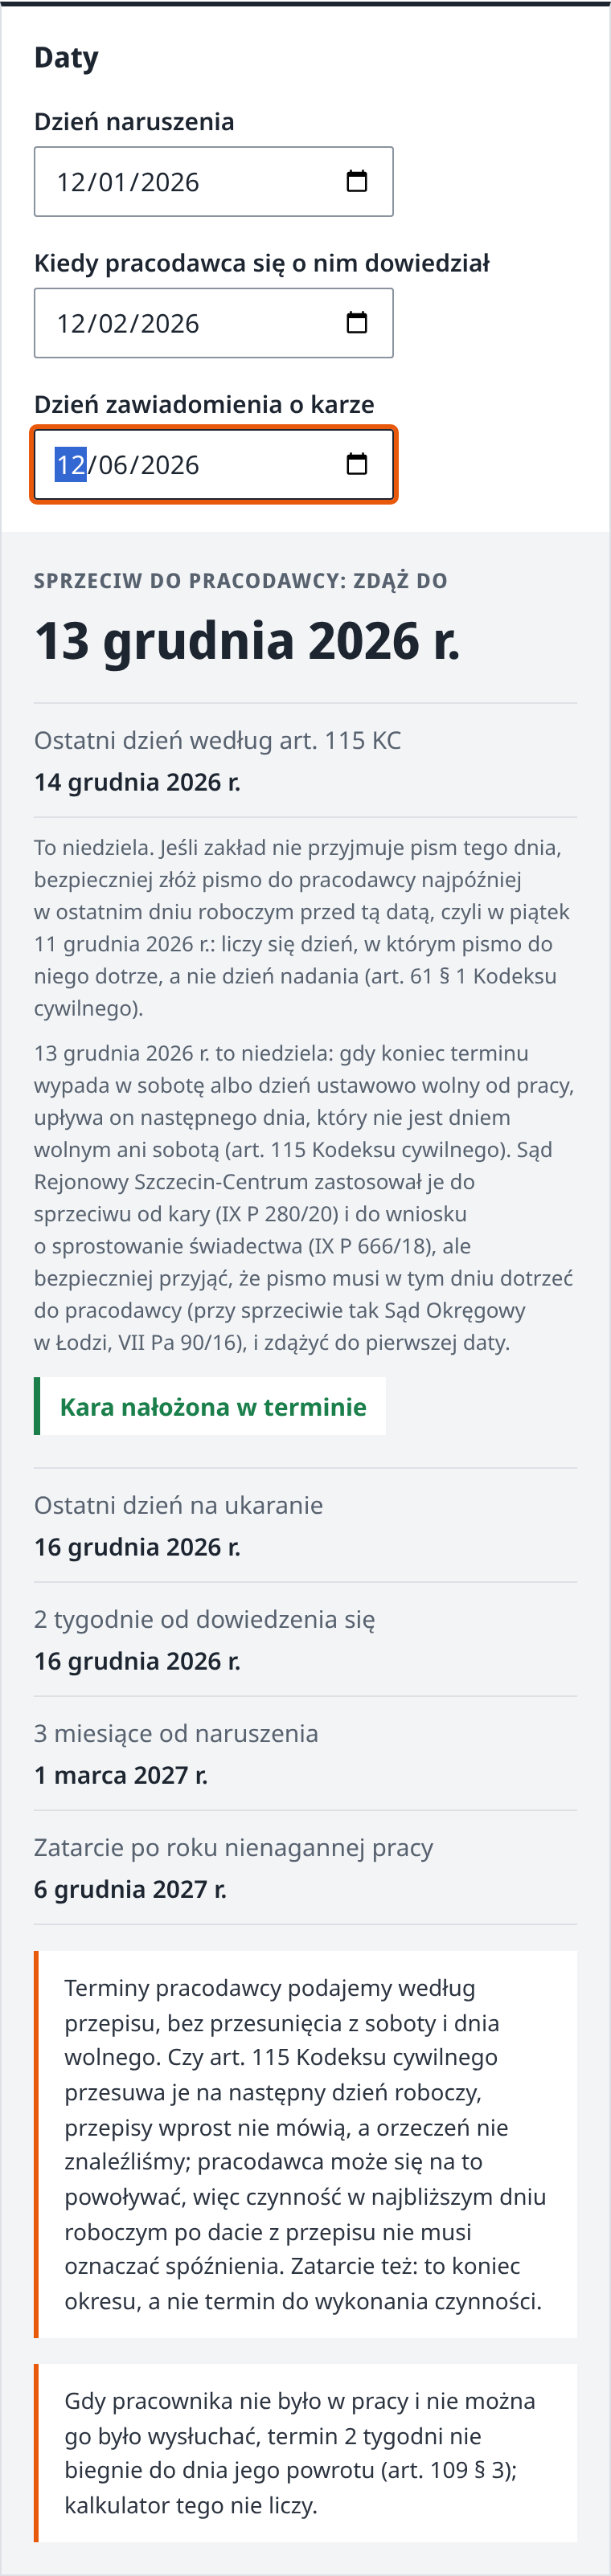 Daty
Dzień naruszenia
12/01/2026
Kiedy pracodawca się o nim dowiedział
12/02/2026
Dzień zawiadomienia o karze
12/06/2026
SPRZECIW DO PRACODAWCY: ZDĄŻ DO
13 grudnia 2026 r.
Ostatni dzień według art. 115 KC
14 grudnia 2026 r.
To niedziela. Jeśli zakład nie przyjmuje pism tego dnia,
bezpieczniej złóż pismo do pracodawcy najpóźniej
w ostatnim dniu roboczym przed tą datą, czyli w piątek
11 grudnia 2026 r.: liczy się dzień, w którym pismo do
niego dotrze, a nie dzień nadania (art. 61 § 1 Kodeksu
cywilnego).
13 grudnia 2026 r. to niedziela: gdy koniec terminu
wypada w sobotę albo dzień ustawowo wolny od pracy,
upływa on następnego dnia, który nie jest dniem
wolnym ani sobotą (art. 115 Kodeksu cywilnego). Sąd
Rejonowy Szczecin-Centrum zastosował je do
sprzeciwu od kary (IX P 280/20) i do wniosku
o sprostowanie świadectwa (IX P 666/18), ale
bezpieczniej przyjąć, że pismo musi w tym dniu dotrzeć
do pracodawcy (przy sprzeciwie tak Sąd Okręgowy
w Łodzi, VII Pa 90/16), i zdążyć do pierwszej daty.
Kara nałożona w terminie
Ostatni dzień na ukaranie
16 grudnia 2026 r.
2 tygodnie od dowiedzenia się
16 grudnia 2026 r.
3 miesiące od naruszenia
1 marca 2027 r.
Zatarcie po roku nienagannej pracy
6 grudnia 2027 r.
Terminy pracodawcy podajemy według
przepisu, bez przesunięcia z soboty i dnia
wolnego. Czy art. 115 Kodeksu cywilnego
przesuwa je na następny dzień roboczy,
przepisy wprost nie mówią, a orzeczeń nie
znaleźliśmy; pracodawca może się na to
powoływać, więc czynność w najbliższym dniu
roboczym po dacie z przepisu nie musi
oznaczać spóźnienia. Zatarcie też: to koniec
okresu, a nie termin do wykonania czynności.
Gdy pracownika nie było w pracy i nie można
go było wysłuchać, termin 2 tygodni nie
biegnie do dnia jego powrotu (art. 109 § 3);
kalkulator tego nie liczy.